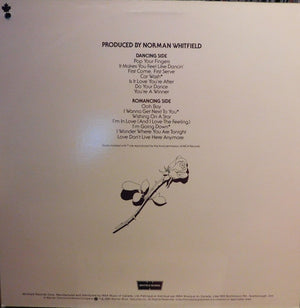 PRODUCED BY NORMAN WHITFIELD
DANCING SIDE
Pop Your Fingers
It Makes You Feel Like Dancin'
First Come, First Serve
Car Wash*
Is It Love You're After
Do Your Dance
You're A Winner
ROMANCING SIDE
Ooh Boy
I Wanna Get Next To You*
Wishing On A Star
I'm In Love (And I Love The Feeling)
I'm Going Down*
I Wonder Where You Are Tonight
Love Don't Live Here Anymore